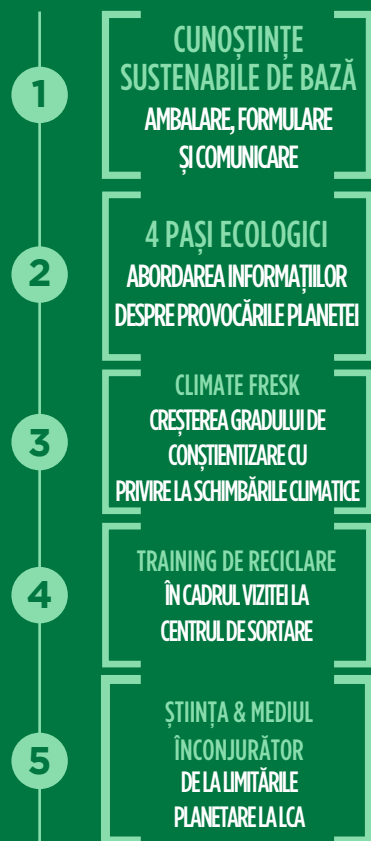 1
CUNOȘTINȚE
SUSTENABILE DE BAZĂ
AMBALARE, FORMULARE
ȘI COMUNICARE
2
4 PAȘI ECOLOGICI
ABORDAREA INFORMAȚIILOR
DESPRE PROVOCĂRILE PLANETEI
3
CLIMATE FRESK
CREȘTEREA GRADULUI DE
CONȘTIENTIZARE CU
PRIVIRE LA SCHIMBĂRILE CLIMATICE
4
TRAINING DE RECICLARE
ÎN CADRUL VIZITEI LA
CENTRUL DE SORTARE
5
ȘTIINȚA & MEDIUL
ÎNCONJURĂTOR
DE LA LIMITĂRILE
PLANETARE LA LCA